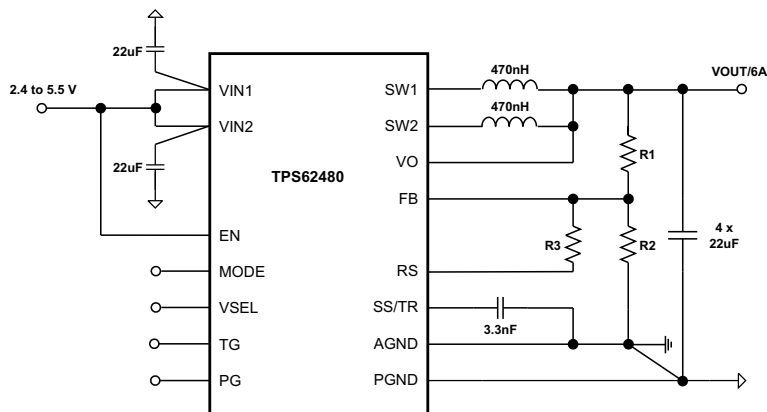 22uF
470nH
VOUT/6A
2.4 to 5.5 V
VIN1
SW1
470nH
VIN2
SW2
22uF
VO
R1
TPS62480
FB
4 x
22uF
EN
R3
R2
MODE
RS
VSEL
SS/TR
3.3nF
TG
AGND
PG
PGND